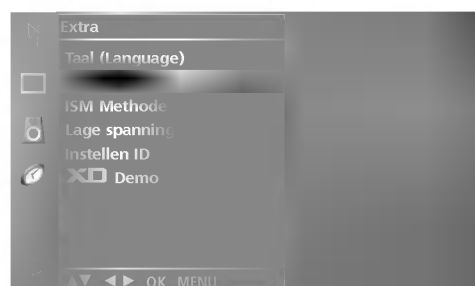 Extra
Taal (Language)
ISM Methode
Lage spanning
Instellen ID
XD Demo
OK MENU